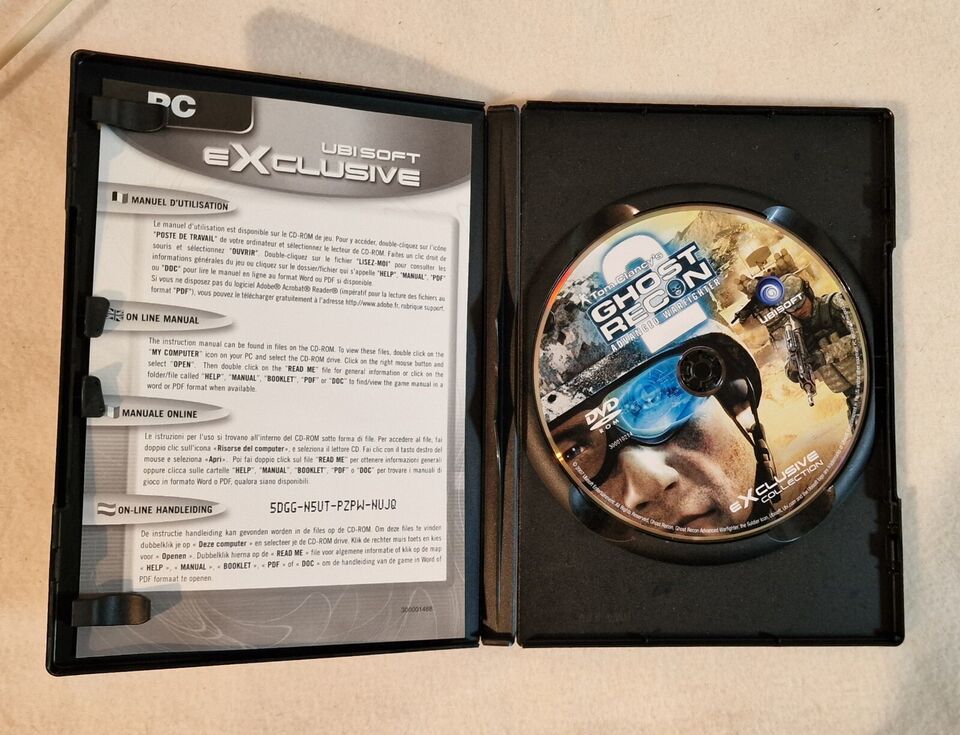 PC
UBISOFT
eXclusive
MANUEL D'UTILISATION
Le manuel d'utilisation est disponible sur le CD-ROM de jeu. Pour y accéder, double-cliquez sur l'icône
"POSTE DE TRAVAIL" de votre ordinateur et sélectionnez le lecteur de CD-ROM. Faites un clic droit de
souris et sélectionnez "OUVRIR". Double-cliquez sur le fichier "LISEZ-MOI" pour consulter les
informations générales du jeu ou cliquez sur le dossier/fichier qui s'appelle "HELP", "MANUAL", "PDF"
ou "DOC" pour lire le manuel en ligne au format Word ou PDF si disponible.
Si vous ne disposez pas du logiciel Adobe® Acrobat® Reader® (impératif pour la lecture des fichiers au
format "PDF"), vous pouvez le télécharger gratuitement à l'adresse http://www.adobe.fr, rubrique support.
ON LINE MANUAL
The instruction manual can be found in files on the CD-ROM. To view these files, double click on the
"MY COMPUTER" icon on your PC and select the CD-ROM drive. Click on the right mouse button and
select "OPEN". Then double click on the "READ ME" file for general information or click on the
folder/file called "HELP", "MANUAL", "BOOKLET", "PDF" or "DOC" to find/view the game manual in a
word or PDF format when available.
MANUALE ONLINE
Le istruzioni per l'uso si trovano all'interno del CD-ROM sotto forma di file. Per accedere al file, fai
doppio clic sull'icona «Risorse del computer», e seleziona il lettore CD. Fai clic con il tasto destro del
mouse e seleziona «Apri». Poi fai doppio clic sul file "READ ME" per ottenere informazioni generali
oppure clicca sulle cartelle "HELP", "MANUAL", "BOOKLET", "PDF" o "DOC" per trovare i manuali di
gioco in formato Word o PDF, qualora siano disponibili.
5DGG-N5UT-PZPW-NUJQ
ON-LINE HANDLEIDING
De instructie handleiding kan gevonden worden in de files op de CD-ROM. Om deze files te vinden
dubbelklik je op « Deze computer » en selecteer je de CD-ROM drive. Klik de rechter muis toets en kies
voor « Openen ». Dubbelklik hierna op de « READ ME » file voor algemene informatie of klik op de map
« HELP », « MANUAL », « BOOKLET », « PDF » of « DOC » om de handleiding van de game in Word of
PDF formaat te openen.
300001488
Tom Clancy's
GHOST
RECON
2
ADVANCED WARFIGHTER
UBISOFT
DVD
ROM
eXclusive
COLLECTION